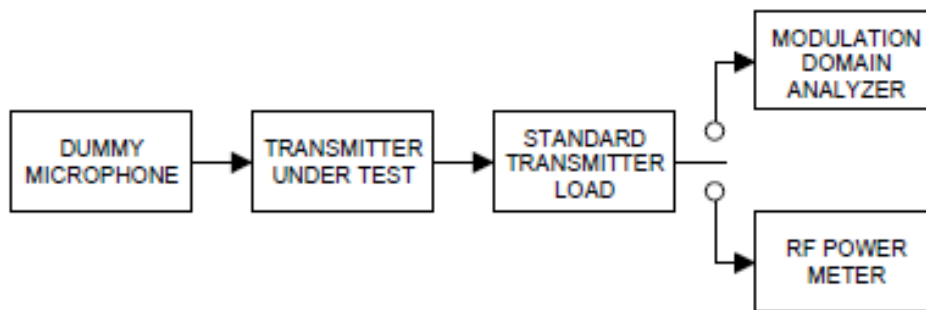 MODULATION
DOMAIN
ANALYZER
DUMMY
MICROPHONE
TRANSMITTER
UNDER TEST
STANDARD
TRANSMITTER
LOAD
RF POWER
METER